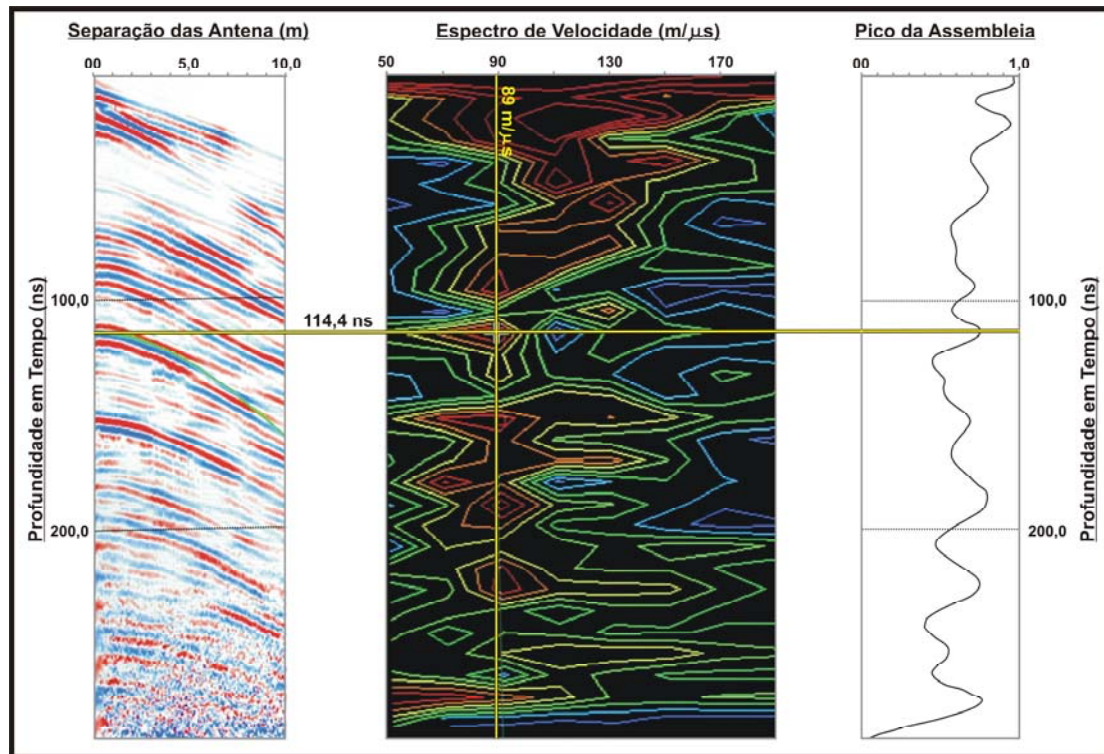 Separação das Antena (m)
00 5,0 10,0
Profundidade em Tempo (ns)
100,0
200,0
114,4 ns
Espectro de Velocidade (m/μs)
50 90 130 170
89 m/μs
Pico da Assembleia
00 1,0
100,0
200,0
Profundidade em Tempo (ns)